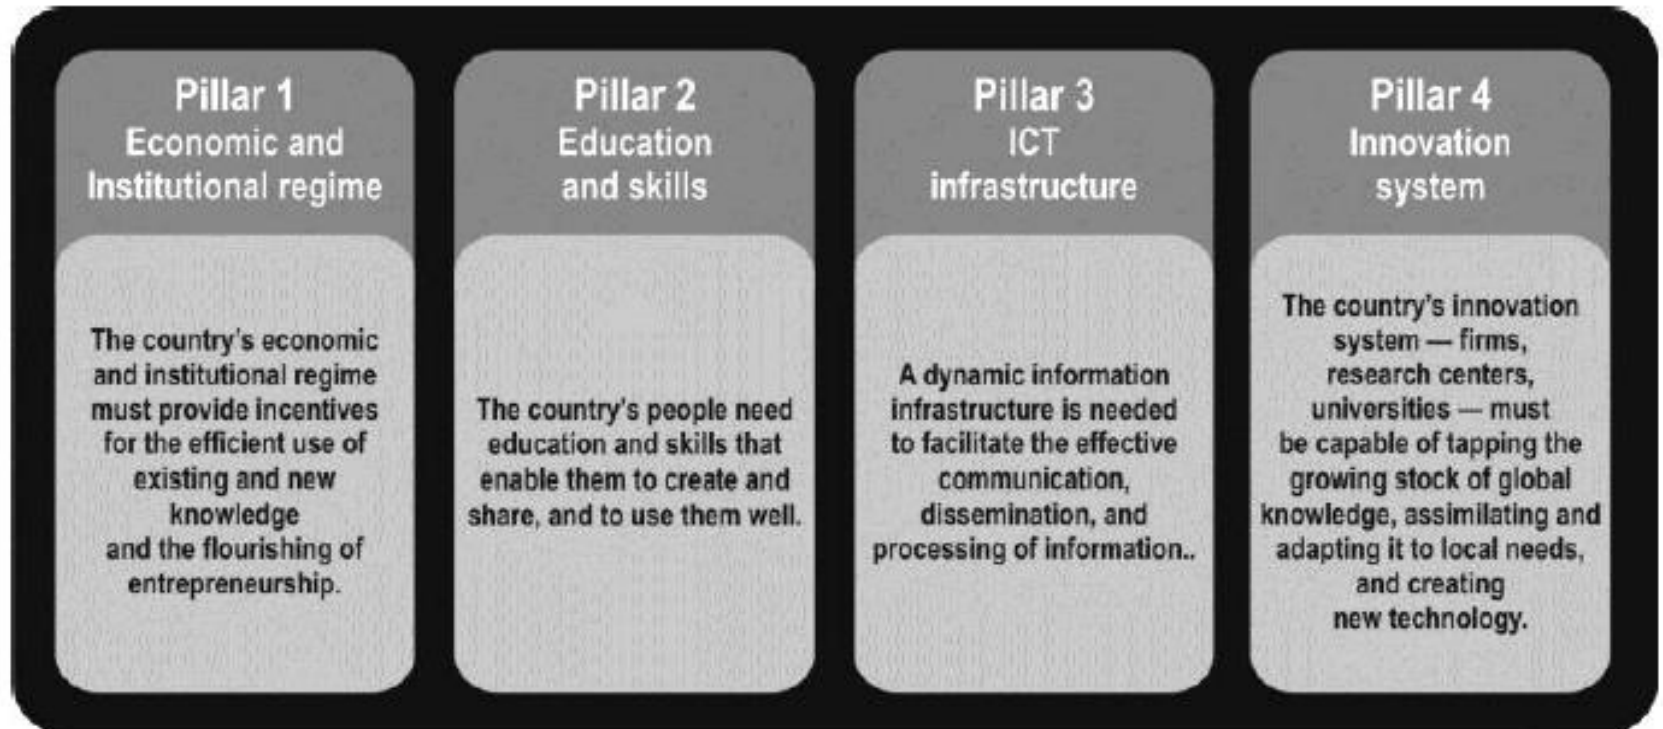 Pillar 1
Economic and
Institutional regime
The country's economic
and institutional regime
must provide incentives
for the efficient use of
existing and new
knowledge
and the flourishing of
entrepreneurship.
Pillar 2
Education
and skills
The country's people need
education and skills that
enable them to create and
share, and to use them well.
Pillar 3
ICT
infrastructure
A dynamic information
infrastructure is needed
to facilitate the effective
communication,
dissemination, and
processing of information..
Pillar 4
Innovation
system
The country's innovation
system — firms,
research centers,
universities — must
be capable of tapping the
growing stock of global
knowledge, assimilating and
adapting it to local needs,
and creating
new technology.